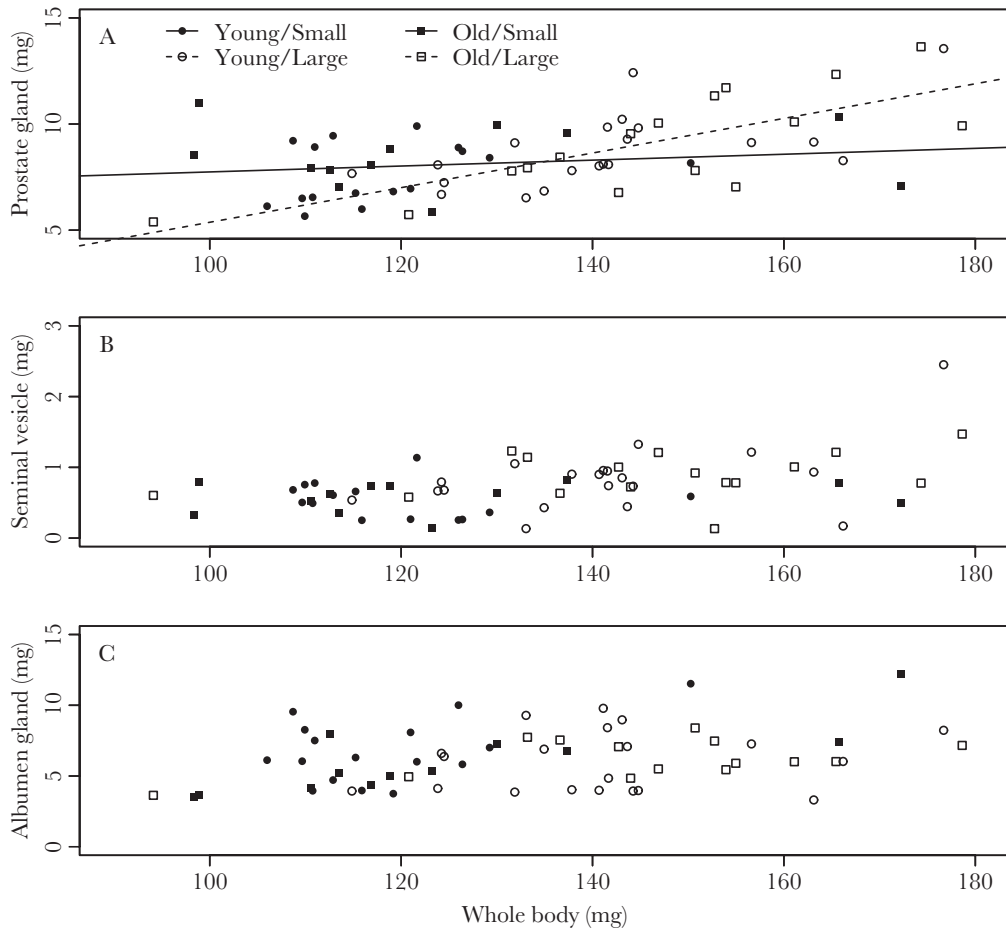 A
Young/Small
Old/Small
Young/Large
Old/Large
Prostate gland (mg)
15
10
5
100
120
140
160
180
B
Seminal vesicle (mg)
3
2
1
0
100
120
140
160
180
C
Albumen gland (mg)
15
10
5
0
100
120
140
160
180
Whole body (mg)